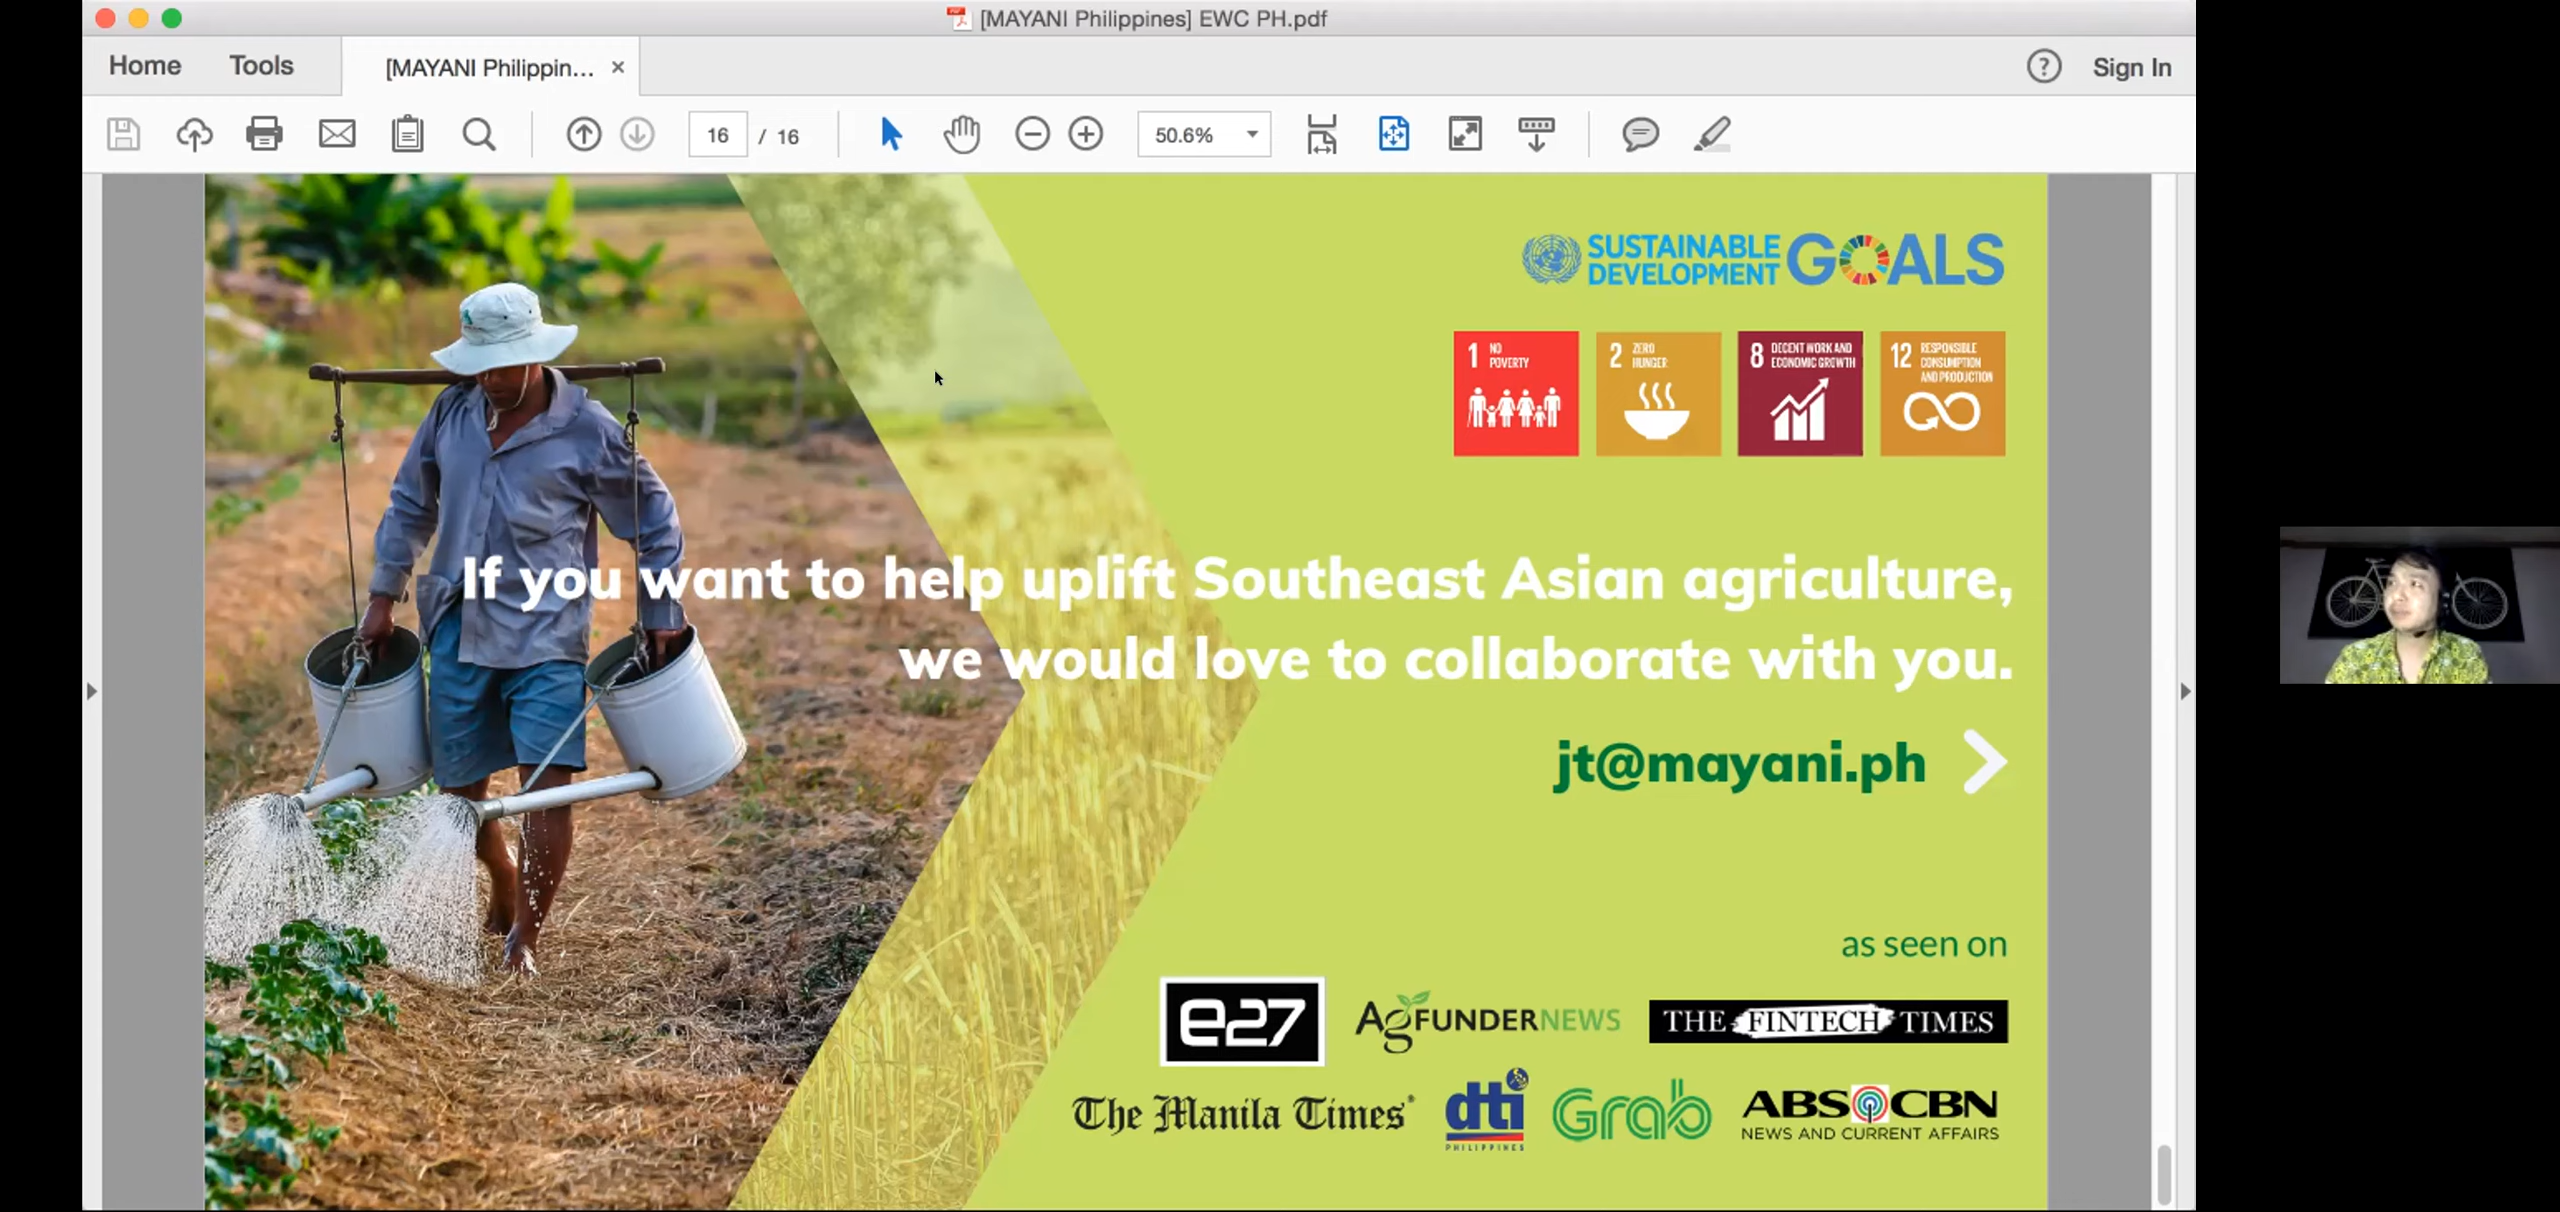 [MAYANI Philippines] EWC PH.pdf
Home Tools [MAYANI Philippin... × ? Sign In
16 / 16 50.6%
SUSTAINABLE
DEVELOPMENT GOALS
1 NO
POVERTY
2 ZERO
HUNGER
8 DECENT WORK AND
ECONOMIC GROWTH
12 RESPONSIBLE
CONSUMPTION
AND PRODUCTION
If you want to help uplift Southeast Asian agriculture,
we would love to collaborate with you.
jt@mayani.ph
as seen on
e27 AGFUNDERNEWS THE FINTECH TIMES
The Manila Times dti Grab ABS CBN
PHILIPPINES NEWS AND CURRENT AFFAIRS